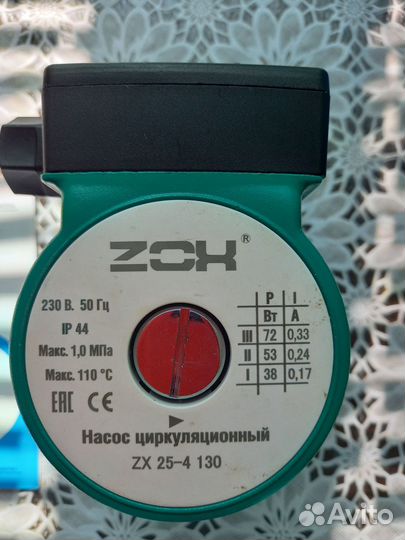 ZOX ®
230 В. 50 Гц
IP 44
Макс. 1,0 МПа
Макс. 110 °C
EAC CE
P I
Вт А
III 72 0,33
II 53 0,24
I 38 0,17
Насос циркуляционный
ZX 25-4 130
Avito